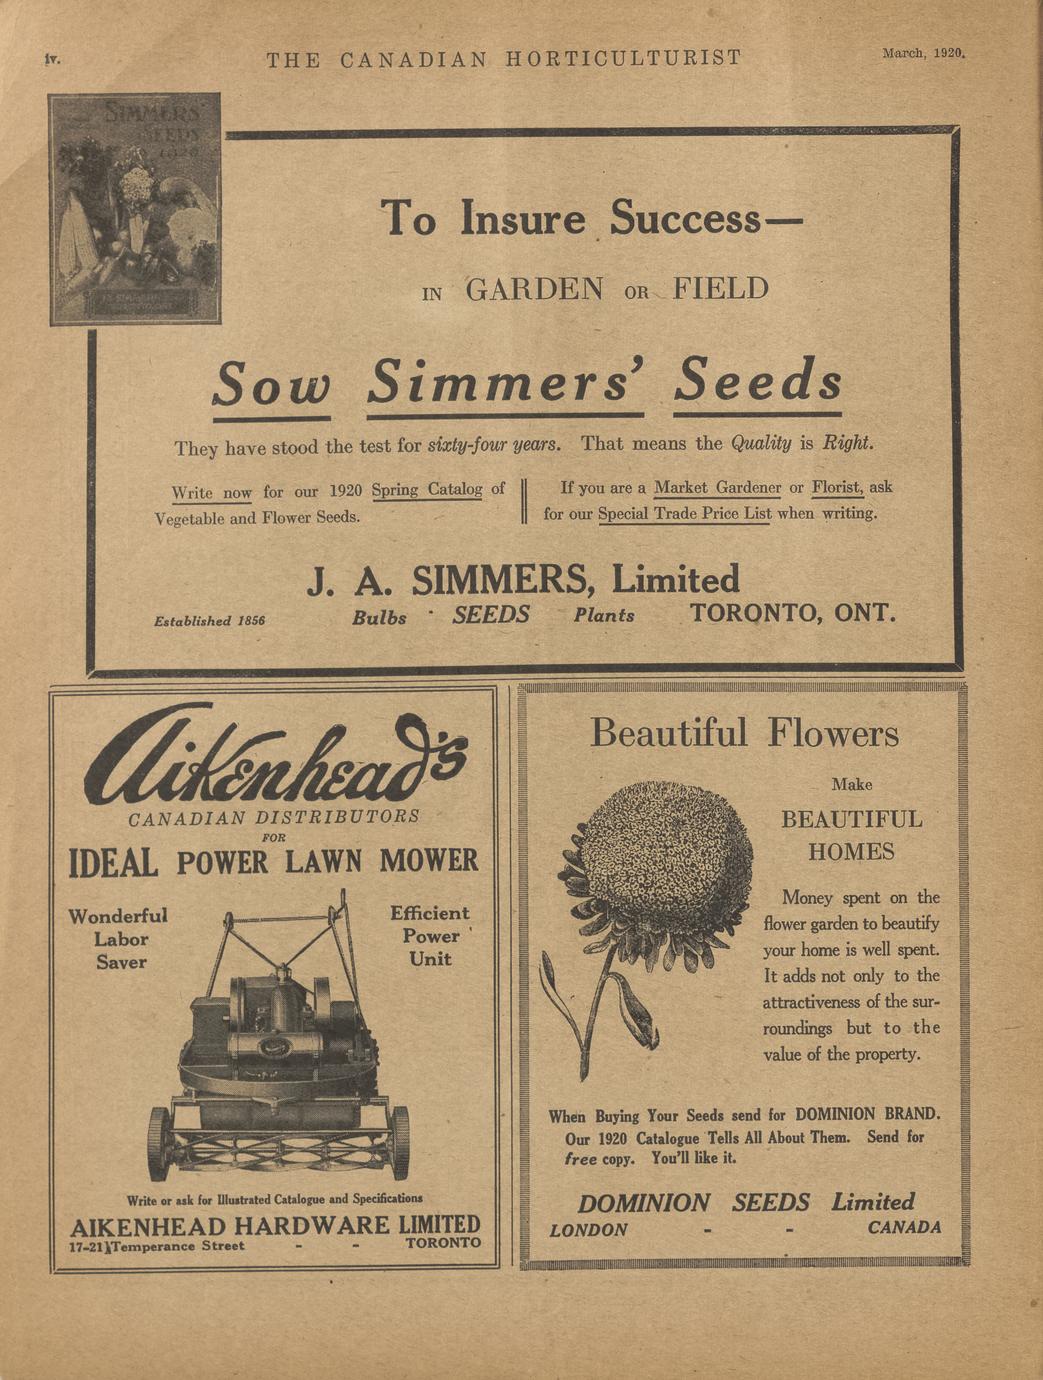 iv.
THE CANADIAN HORTICULTURIST
March, 1920.
SIMMERS'
SEEDS
1920
To Insure Success—
IN GARDEN OR FIELD
Sow Simmers' Seeds
They have stood the test for sixty-four years. That means the Quality is Right.
Write now for our 1920 Spring Catalog of
Vegetable and Flower Seeds.
If you are a Market Gardener or Florist, ask
for our Special Trade Price List when writing.
J. A. SIMMERS, Limited
Established 1856 Bulbs SEEDS Plants TORONTO, ONT.
Aikenhead's
CANADIAN DISTRIBUTORS
FOR
IDEAL POWER LAWN MOWER
Wonderful
Labor
Saver
Efficient
Power
Unit
Write or ask for Illustrated Catalogue and Specifications
AIKENHEAD HARDWARE LIMITED
17-21 Temperance Street - - TORONTO
Beautiful Flowers
Make
BEAUTIFUL
HOMES
Money spent on the
flower garden to beautify
your home is well spent.
It adds not only to the
attractiveness of the sur-
roundings but to the
value of the property.
When Buying Your Seeds send for DOMINION BRAND.
Our 1920 Catalogue Tells All About Them. Send for
free copy. You'll like it.
DOMINION SEEDS Limited
LONDON - - CANADA